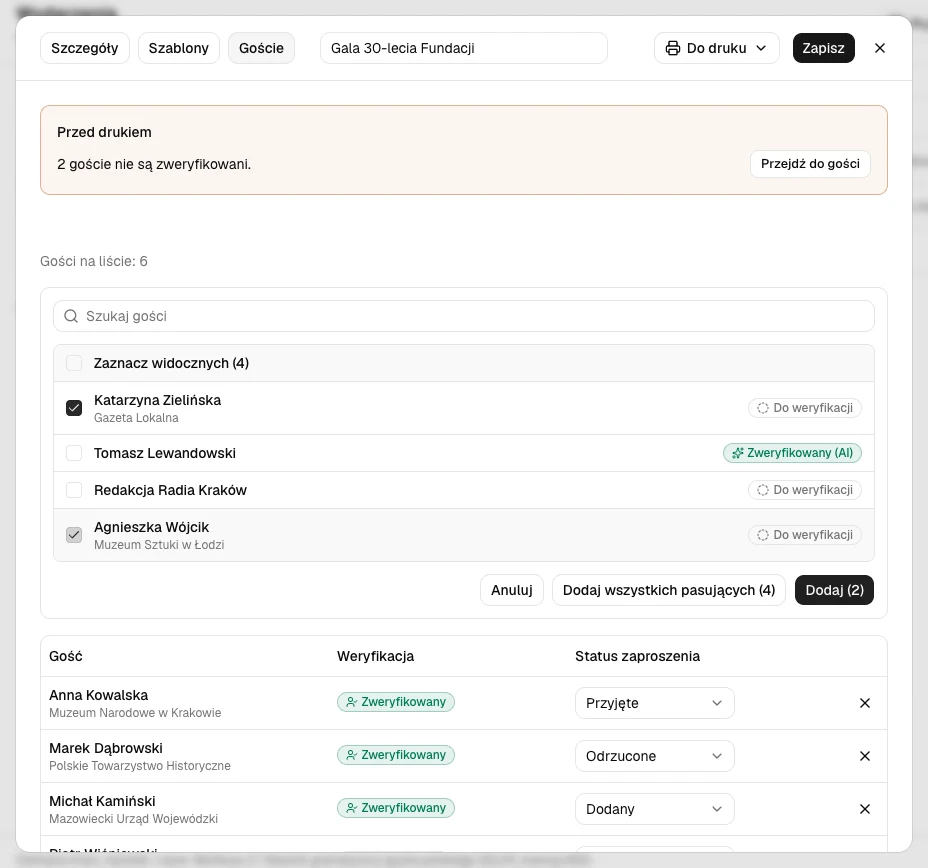 Szczegóły
Szablony
Goście
Gala 30-lecia Fundacji
Do druku
Zapisz
Przed drukiem
2 goście nie są zweryfikowani.
Przejdź do gości
Gości na liście: 6
Szukaj gości
Zaznacz widocznych (4)
Katarzyna Zielińska
Gazeta Lokalna
Do weryfikacji
Tomasz Lewandowski
Zweryfikowany (AI)
Redakcja Radia Kraków
Do weryfikacji
Agnieszka Wójcik
Muzeum Sztuki w Łodzi
Do weryfikacji
Anuluj
Dodaj wszystkich pasujących (4)
Dodaj (2)
Gość
Weryfikacja
Status zaproszenia
Anna Kowalska
Muzeum Narodowe w Krakowie
Zweryfikowany
Przyjęte
Marek Dąbrowski
Polskie Towarzystwo Historyczne
Zweryfikowany
Odrzucone
Michał Kamiński
Mazowiecki Urząd Wojewódzki
Zweryfikowany
Dodany
Piotr Wiśniewski